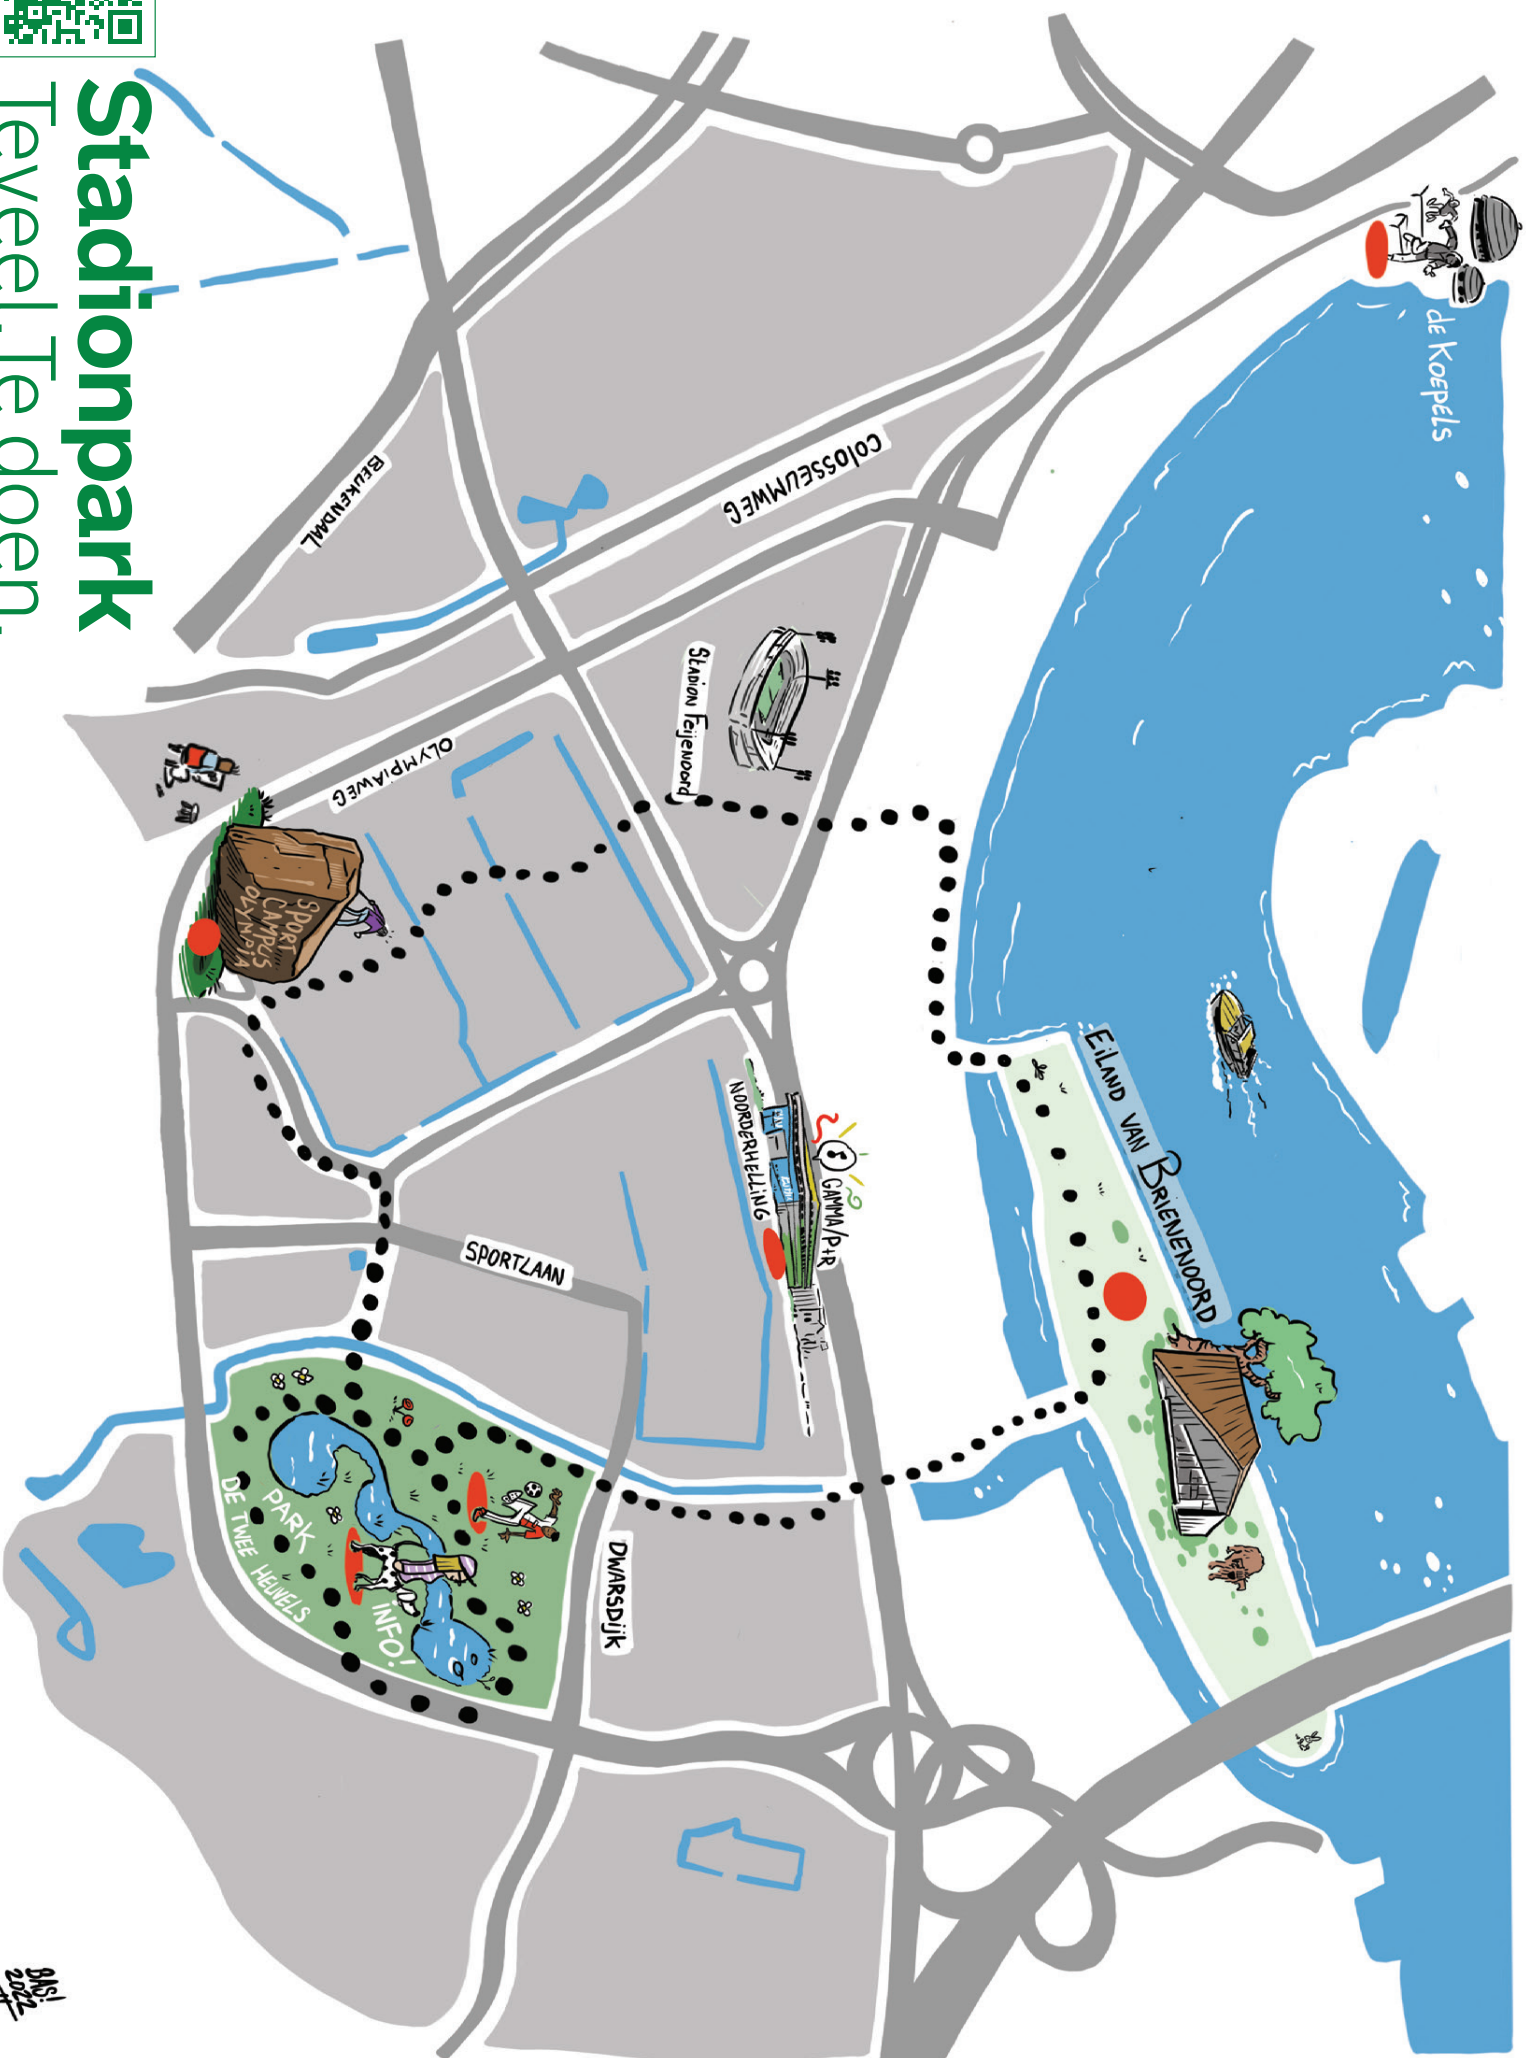 Stadionpark
Teveel. Te doen.
de Koepels
COLOSSEUMWEG
BEUKENDAAL
Stadion Feijenoord
OLYMPIAWEG
SPORT
CAMPUS
OLYMPIA
EILAND VAN BRIENENOORD
GAMMA/P+R
NOORDERHELLING
SPORTLAAN
DWARSDIJK
PARK
DE TWEE HEUVELS
INFO!
BAS!
2022